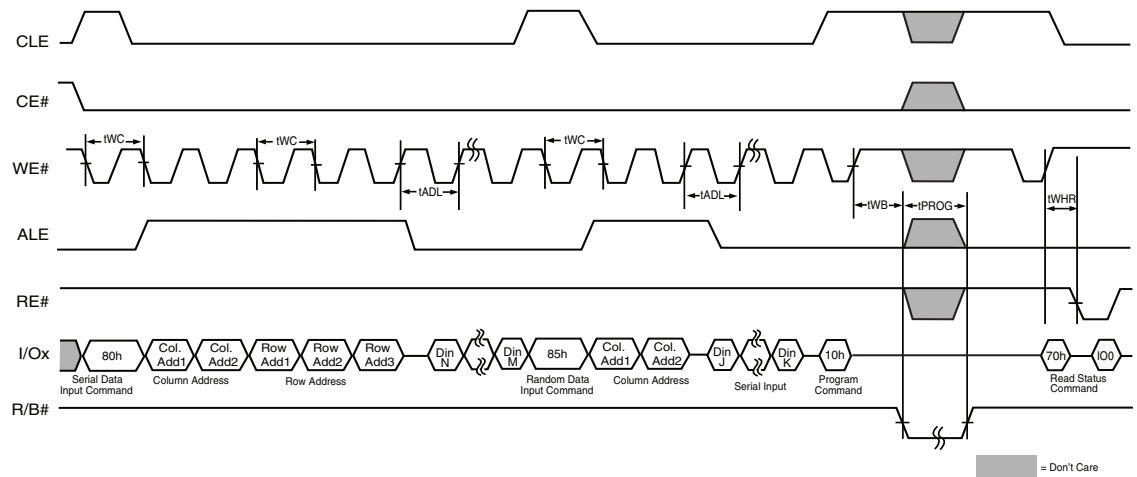 CLE
CE#
tWC
tWC
tWC
WE#
tADL
tADL
tWB
tPROG
tWHR
ALE
RE#
I/Ox
80h
Col. Add1
Col. Add2
Row Add1
Row Add2
Row Add3
Din N
Din M
85h
Col. Add1
Col. Add2
Din J
Din K
10h
70h
IO0
Serial Data
Input Command
Column Address
Row Address
Random Data
Input Command
Column Address
Serial Input
Program
Command
Read Status
Command
R/B#
= Don't Care